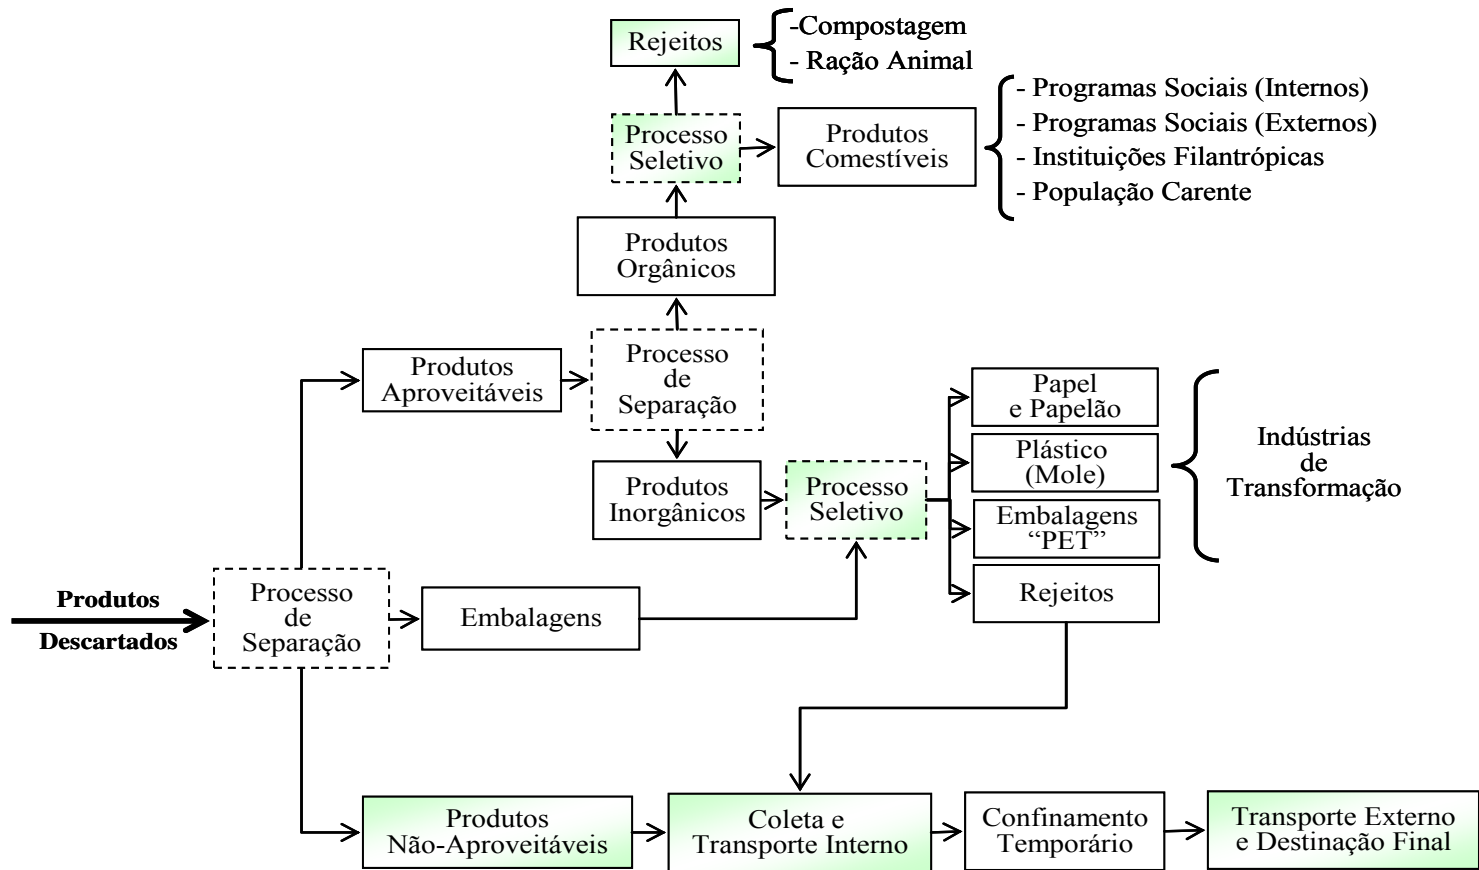 Rejeitos
-Compostagem
- Ração Animal
Processo
Seletivo
Produtos
Comestíveis
- Programas Sociais (Internos)
- Programas Sociais (Externos)
- Instituições Filantrópicas
- População Carente
Produtos
Orgânicos
Produtos
Aproveitáveis
Processo
de
Separação
Produtos
Inorgânicos
Processo
Seletivo
Papel
e Papelão
Plástico
(Mole)
Embalagens
“PET”
Rejeitos
Indústrias
de
Transformação
Produtos
Descartados
Processo
de
Separação
Embalagens
Produtos
Não-Aproveitáveis
Coleta e
Transporte Interno
Confinamento
Temporário
Transporte Externo
e Destinação Final